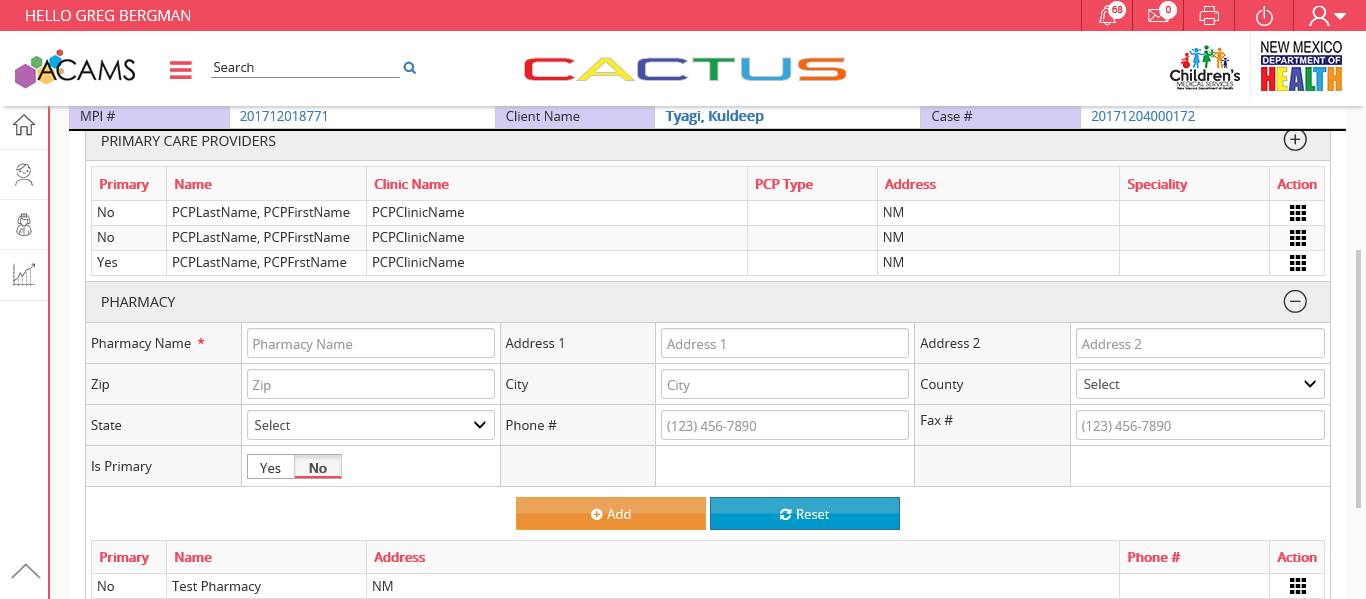 HELLO GREG BERGMAN 68 0
ACAMS Search CACTUS Children's MEDICAL SERVICES New Mexico Department of Health NEW MEXICO DEPARTMENT OF HEALTH
MPI # 201712018771 Client Name Tyagi, Kuldeep Case # 20171204000172
PRIMARY CARE PROVIDERS
Primary Name Clinic Name PCP Type Address Speciality Action
No PCPLastName, PCPFirstName PCPClinicName NM
No PCPLastName, PCPFirstName PCPClinicName NM
Yes PCPLastName, PCPFrstName PCPClinicName NM
PHARMACY
Pharmacy Name * Pharmacy Name Address 1 Address 1 Address 2 Address 2
Zip Zip City City County Select
State Select Phone # (123) 456-7890 Fax # (123) 456-7890
Is Primary Yes No
Add Reset
Primary Name Address Phone # Action
No Test Pharmacy NM